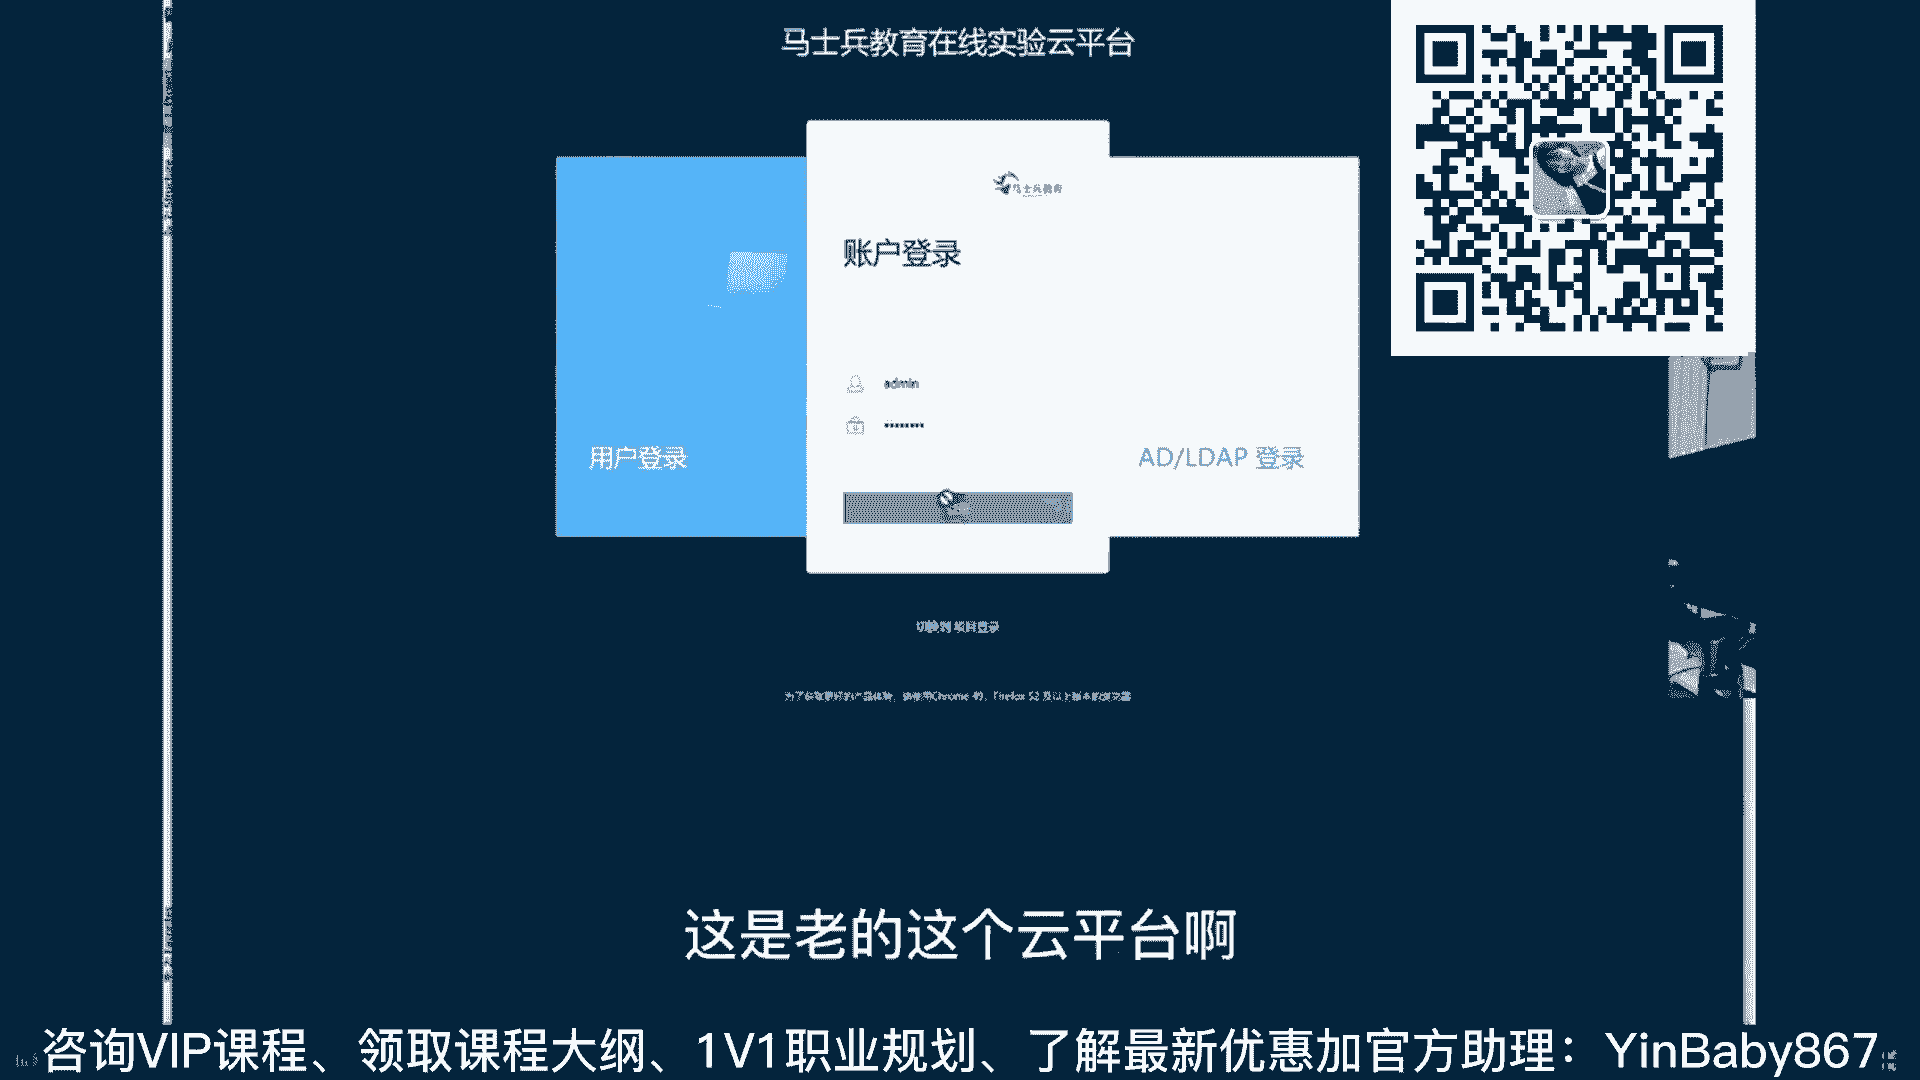 马士兵教育在线实验云平台
马士兵教育
账户登录
admin
用户登录
AD/LDAP 登录
切换到 项目登录
这是老的这个云平台啊
咨询VIP课程、领取课程大纲、1V1职业规划、了解最新优惠加官方助理：YinBaby867